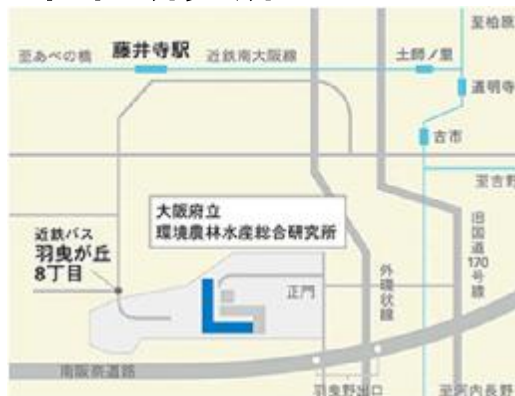 至柏原
至あべの橋
藤井寺駅
近鉄南大阪線
土師ノ里
道明寺
古市
至吉野
大阪府立
環境農林水産総合研究所
近鉄バス
羽曳が丘
8丁目
正門
外環状線
旧国道170号線
南阪奈道路
羽曳野出口
至河内長野